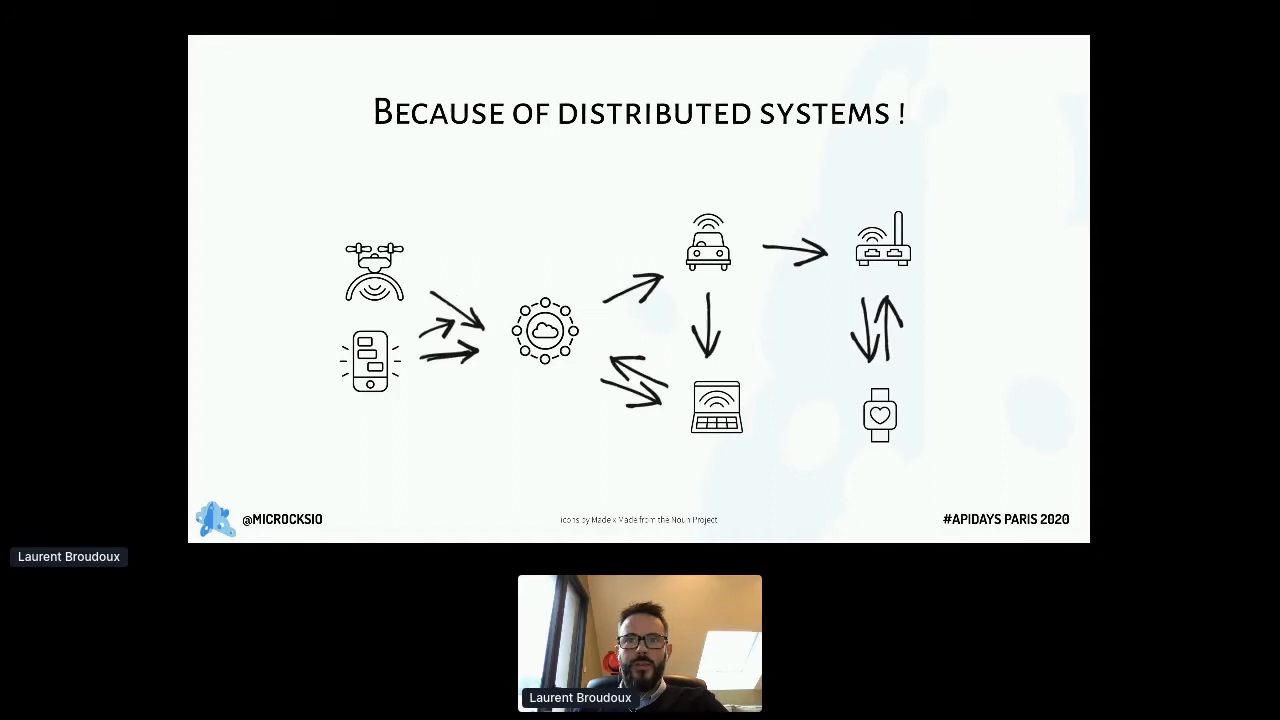 BECAUSE OF DISTRIBUTED SYSTEMS !
@MICROCKSIO
icons by Made x Made from the Noun Project
#APIDAYS PARIS 2020
Laurent Broudoux
Laurent Broudoux